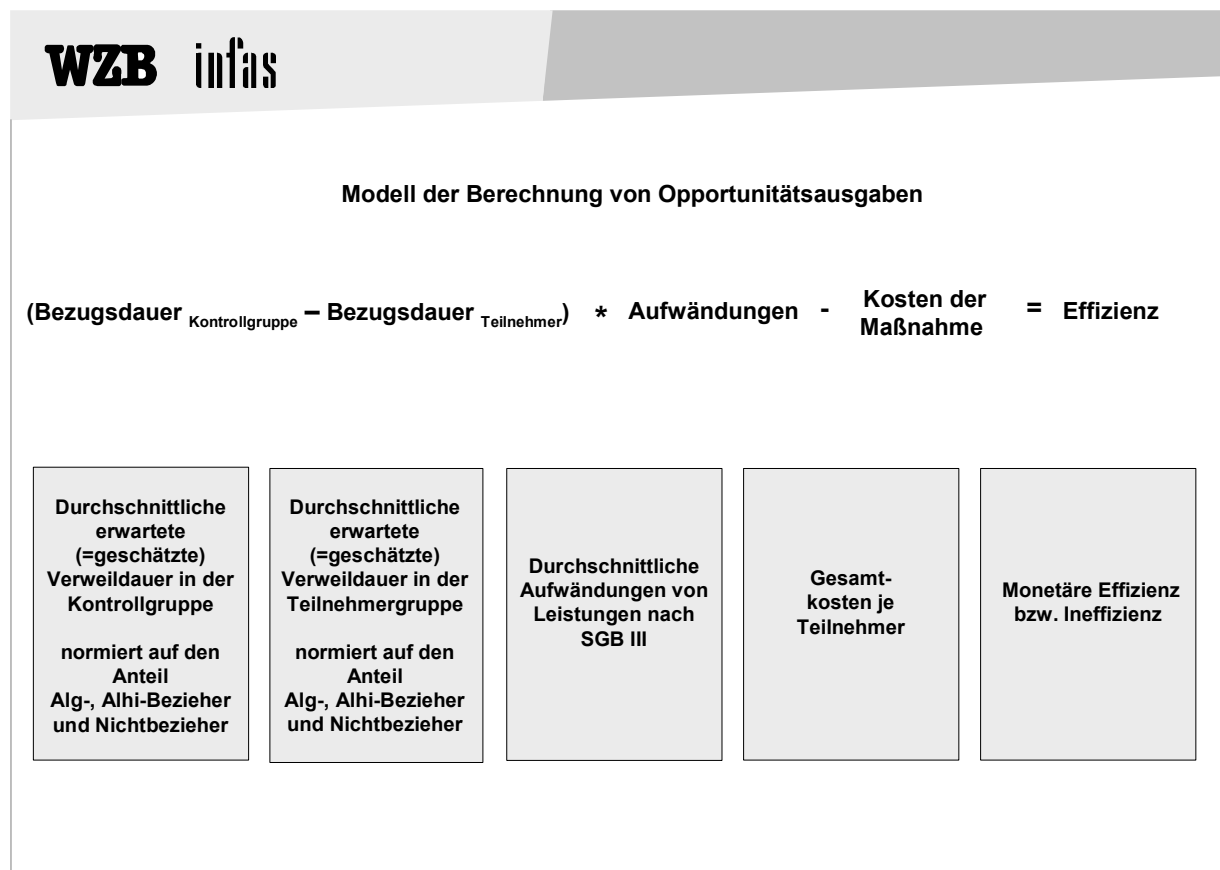 WZB infas
Modell der Berechnung von Opportunitätsausgaben
(Bezugsdauer Kontrollgruppe – Bezugsdauer Teilnehmer) * Aufwändungen - Kosten der Maßnahme = Effizienz
Durchschnittliche
erwartete
(=geschätzte)
Verweildauer in der
Kontrollgruppe
normiert auf den
Anteil
Alg-, Alhi-Bezieher
und Nichtbezieher
Durchschnittliche
erwartete
(=geschätzte)
Verweildauer in der
Teilnehmergruppe
normiert auf den
Anteil
Alg-, Alhi-Bezieher
und Nichtbezieher
Durchschnittliche
Aufwändungen von
Leistungen nach
SGB III
Gesamt-
kosten je
Teilnehmer
Monetäre Effizienz
bzw. Ineffizienz